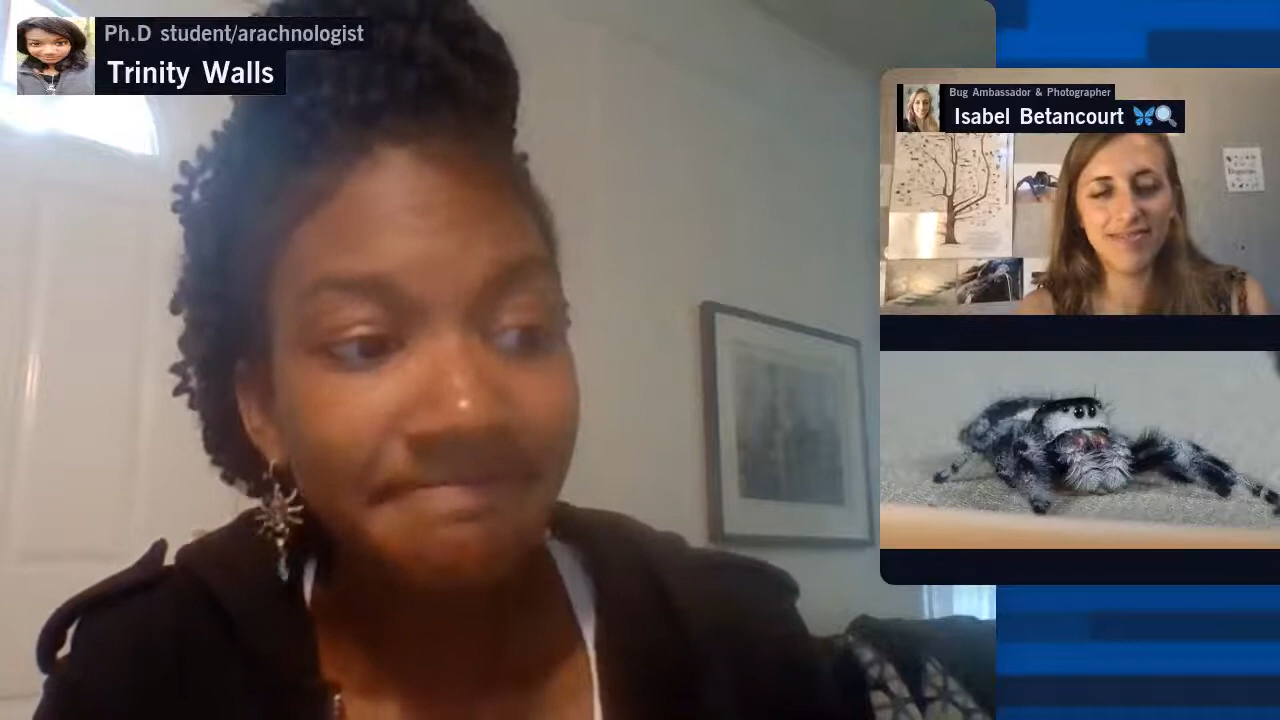 Ph.D student/arachnologist
Trinity Walls
Bug Ambassador & Photographer
Isabel Betancourt 🦋🔍